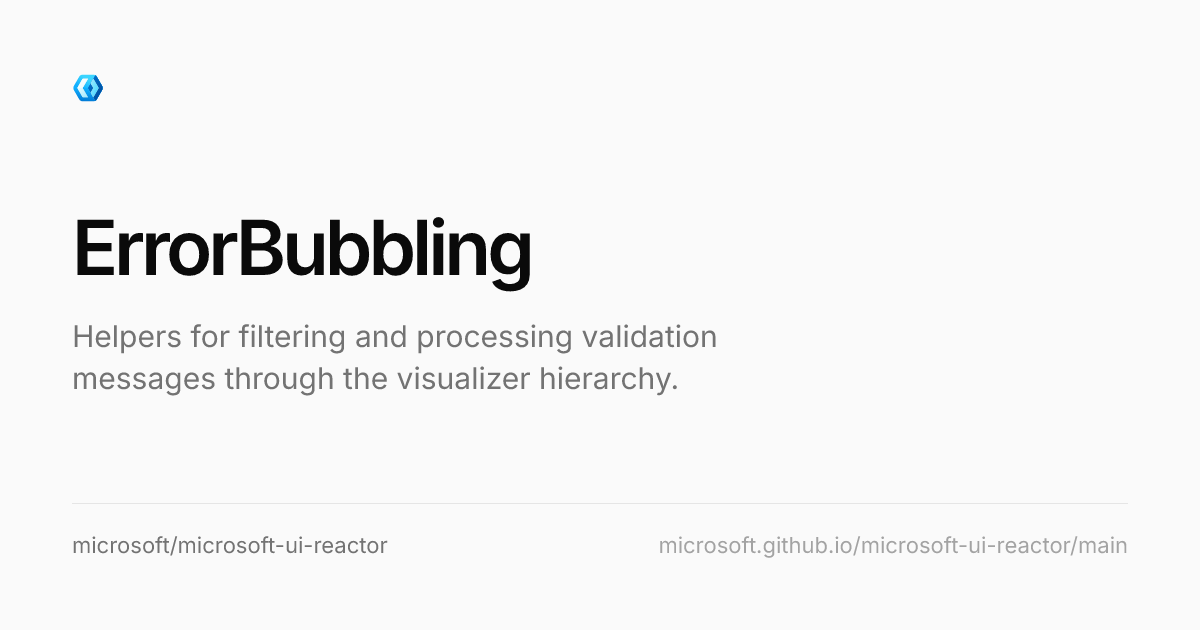 ErrorBubbling
Helpers for filtering and processing validation
messages through the visualizer hierarchy.
microsoft/microsoft-ui-reactor
microsoft.github.io/microsoft-ui-reactor/main